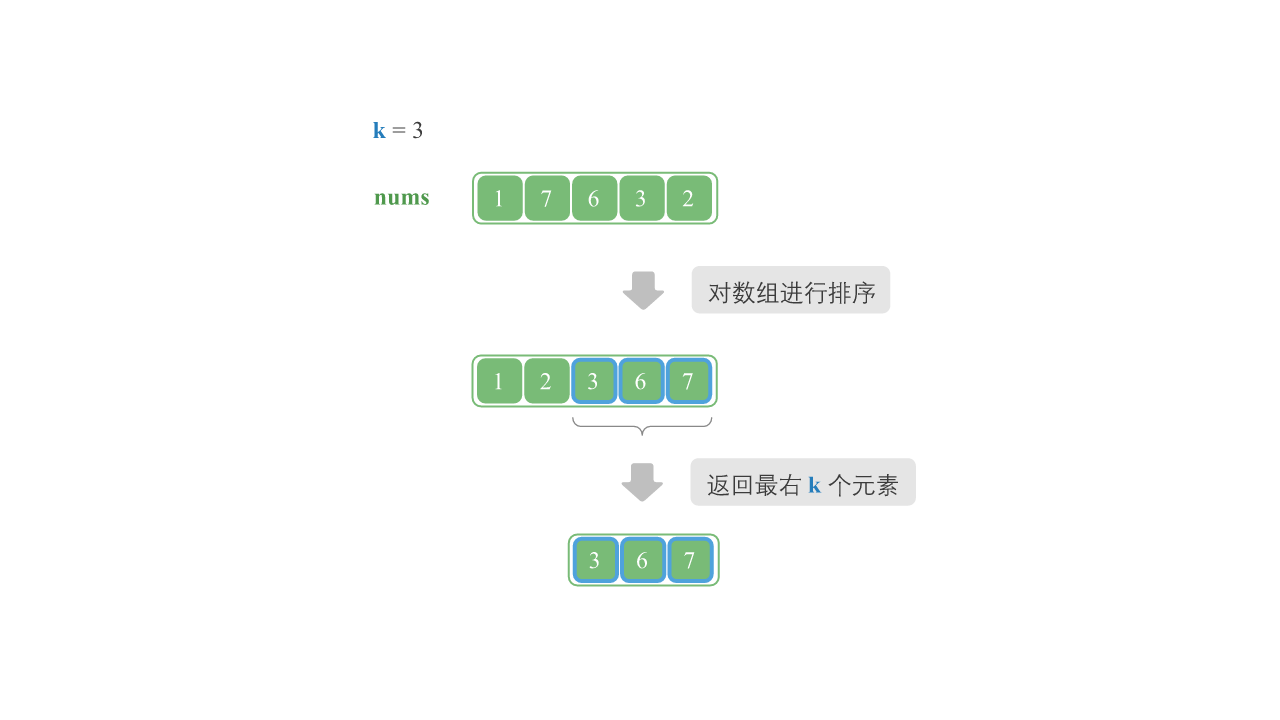 k = 3
nums 1 7 6 3 2
对数组进行排序
1 2 3 6 7
返回最右 k 个元素
3 6 7